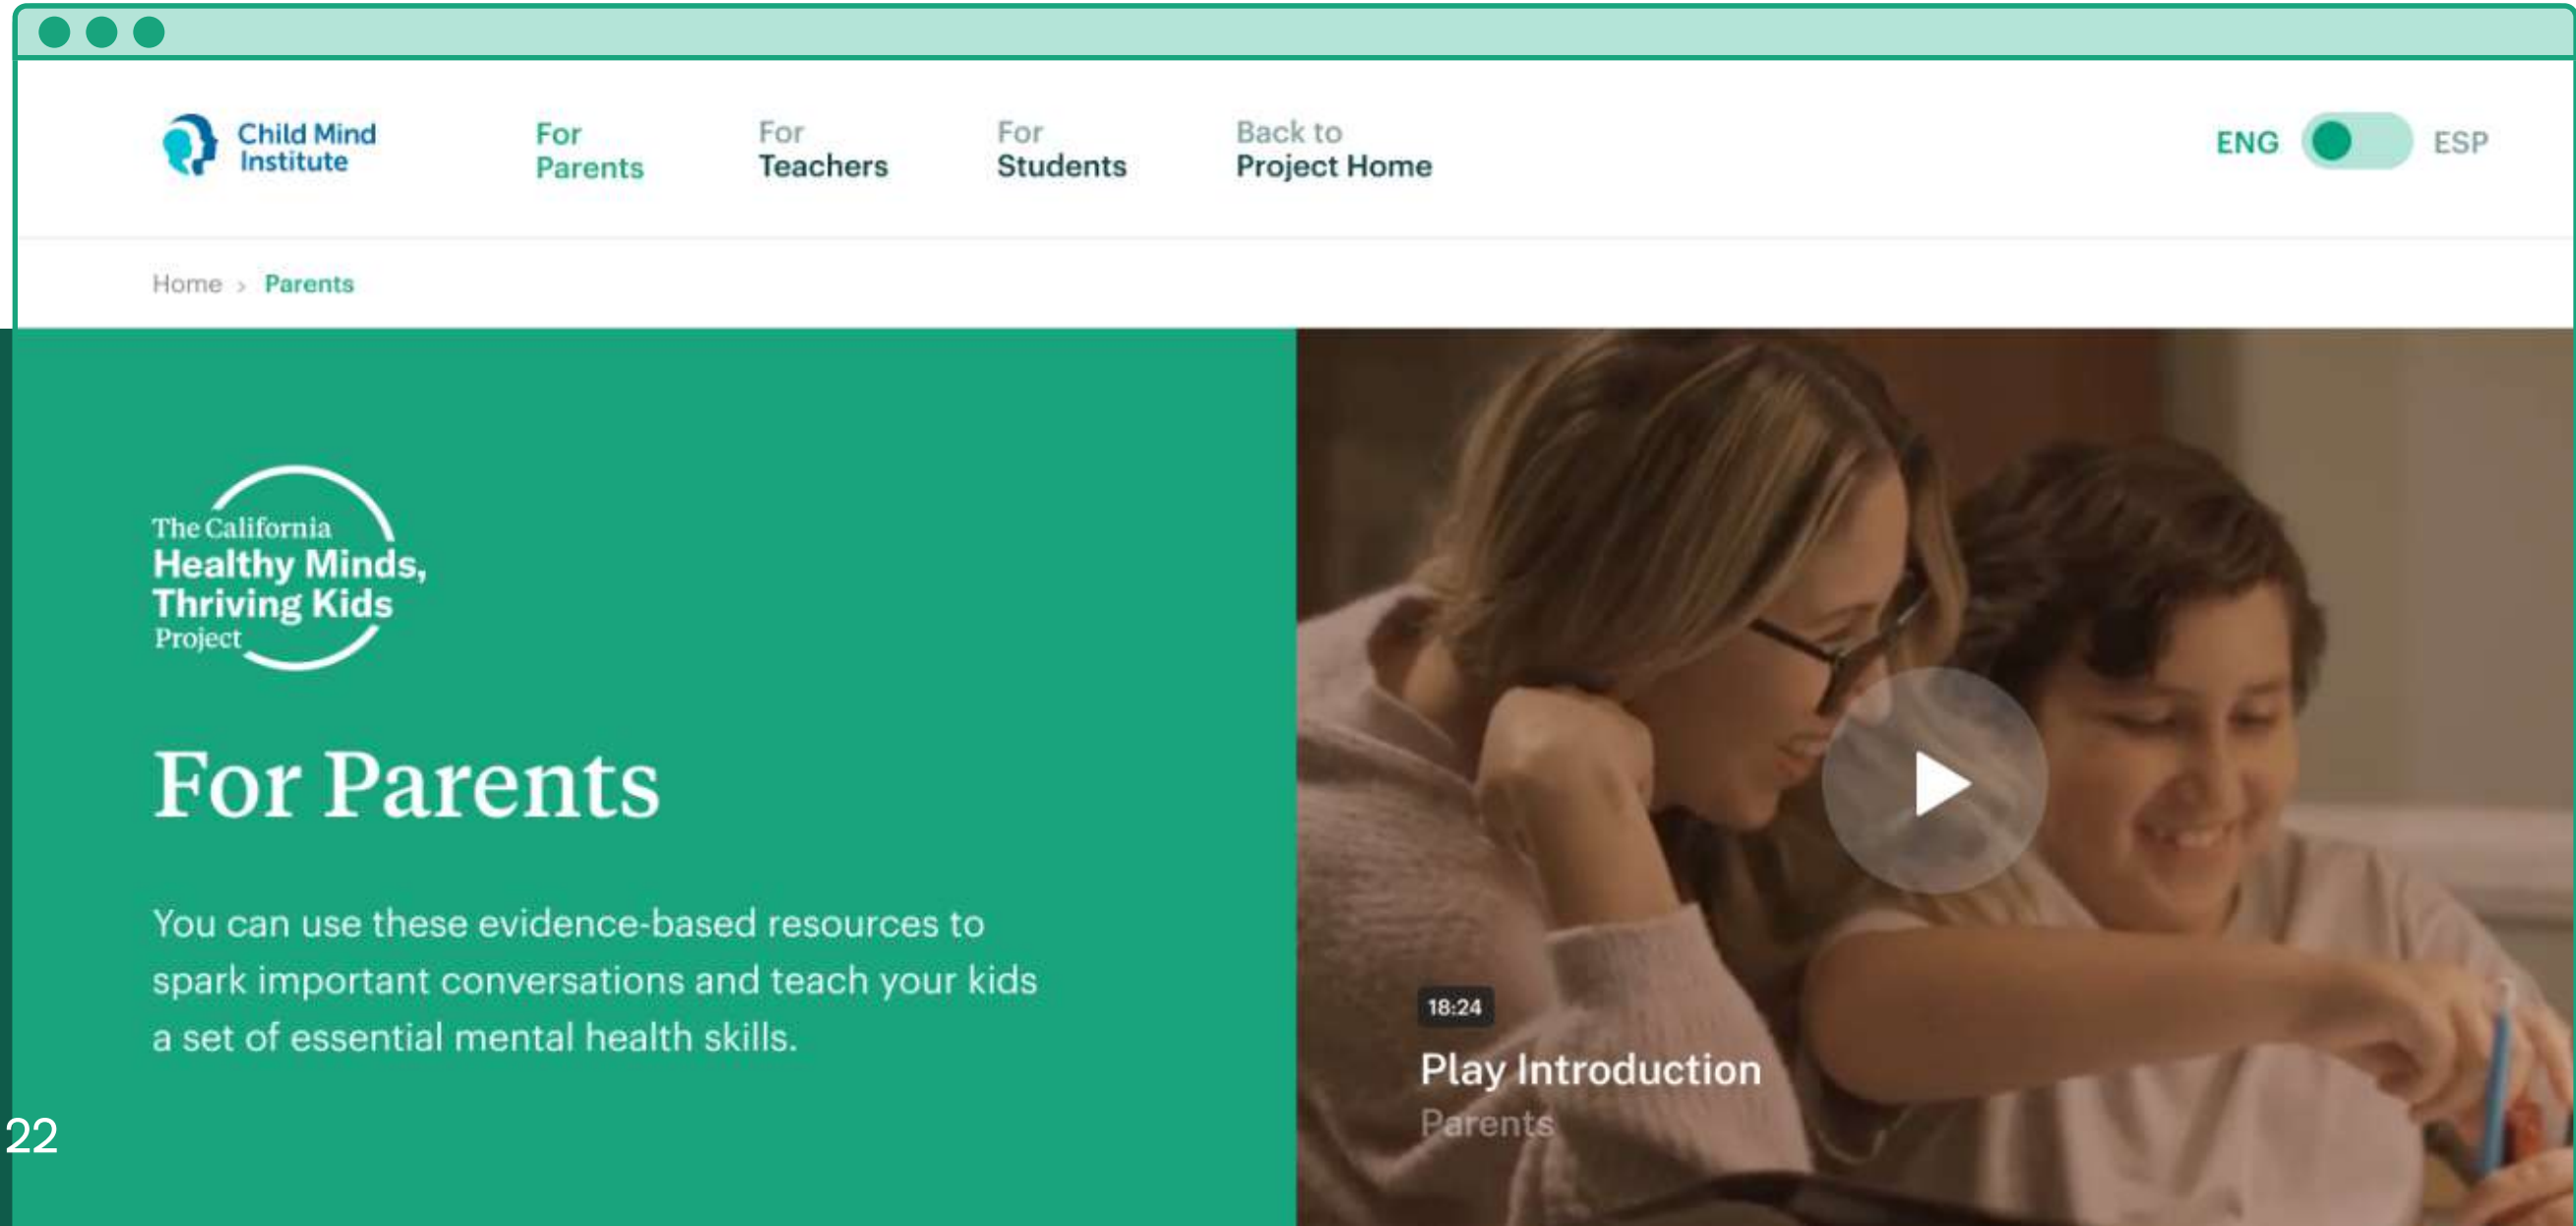 Child Mind
Institute
For
Parents
For
Teachers
For
Students
Back to
Project Home
ENG
ESP
Home > Parents
The California
Healthy Minds,
Thriving Kids
Project
For Parents
You can use these evidence-based resources to
spark important conversations and teach your kids
a set of essential mental health skills.
18:24
Play Introduction
Parents
22